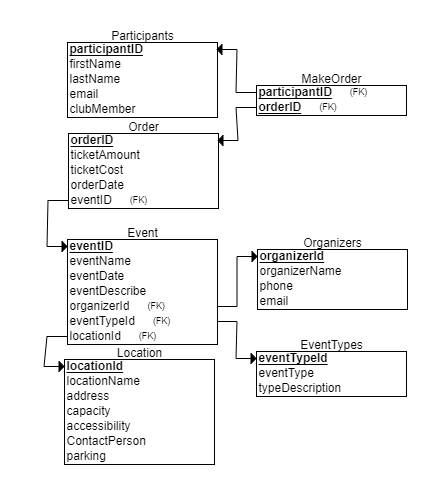 Participants
participantID
firstName
lastName
email
clubMember
MakeOrder
participantID (FK)
orderID (FK)
Order
orderID
ticketAmount
ticketCost
orderDate
eventID (FK)
Event
eventID
eventName
eventDate
eventDescribe
organizerId (FK)
eventTypeId (FK)
locationId (FK)
Organizers
organizerId
organizerName
phone
email
Location
locationId
locationName
address
capacity
accessibility
ContactPerson
parking
EventTypes
eventTypeId
eventType
typeDescription